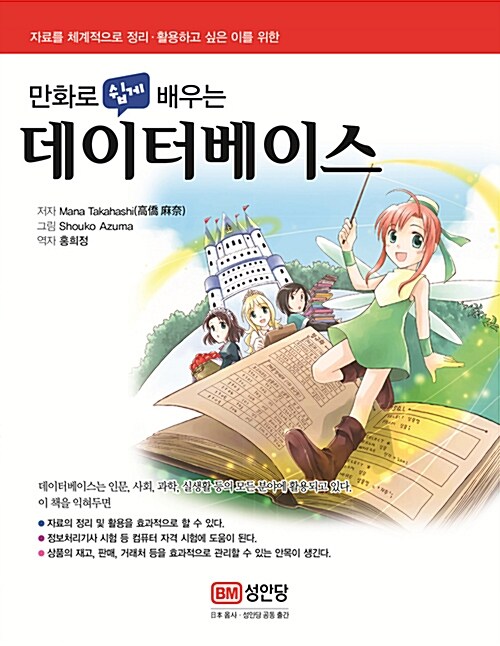 자료를 체계적으로 정리 · 활용하고 싶은 이를 위한
만화로 쉽게 배우는
데이터베이스
저자 Mana Takahashi(高橋 麻奈)
그림 Shouko Azuma
역자 홍희정
데이터베이스는 인문, 사회, 과학, 실생활 등의 모든 분야에 활용되고 있다.
이 책을 익혀두면
● 자료의 정리 및 활용을 효과적으로 할 수 있다.
● 정보처리기사 시험 등 컴퓨터 자격 시험에 도움이 된다.
● 상품의 재고, 판매, 거래처 등을 효과적으로 관리할 수 있는 안목이 생긴다.
BM 성안당
日本 옴사 · 성안당 공동 출간